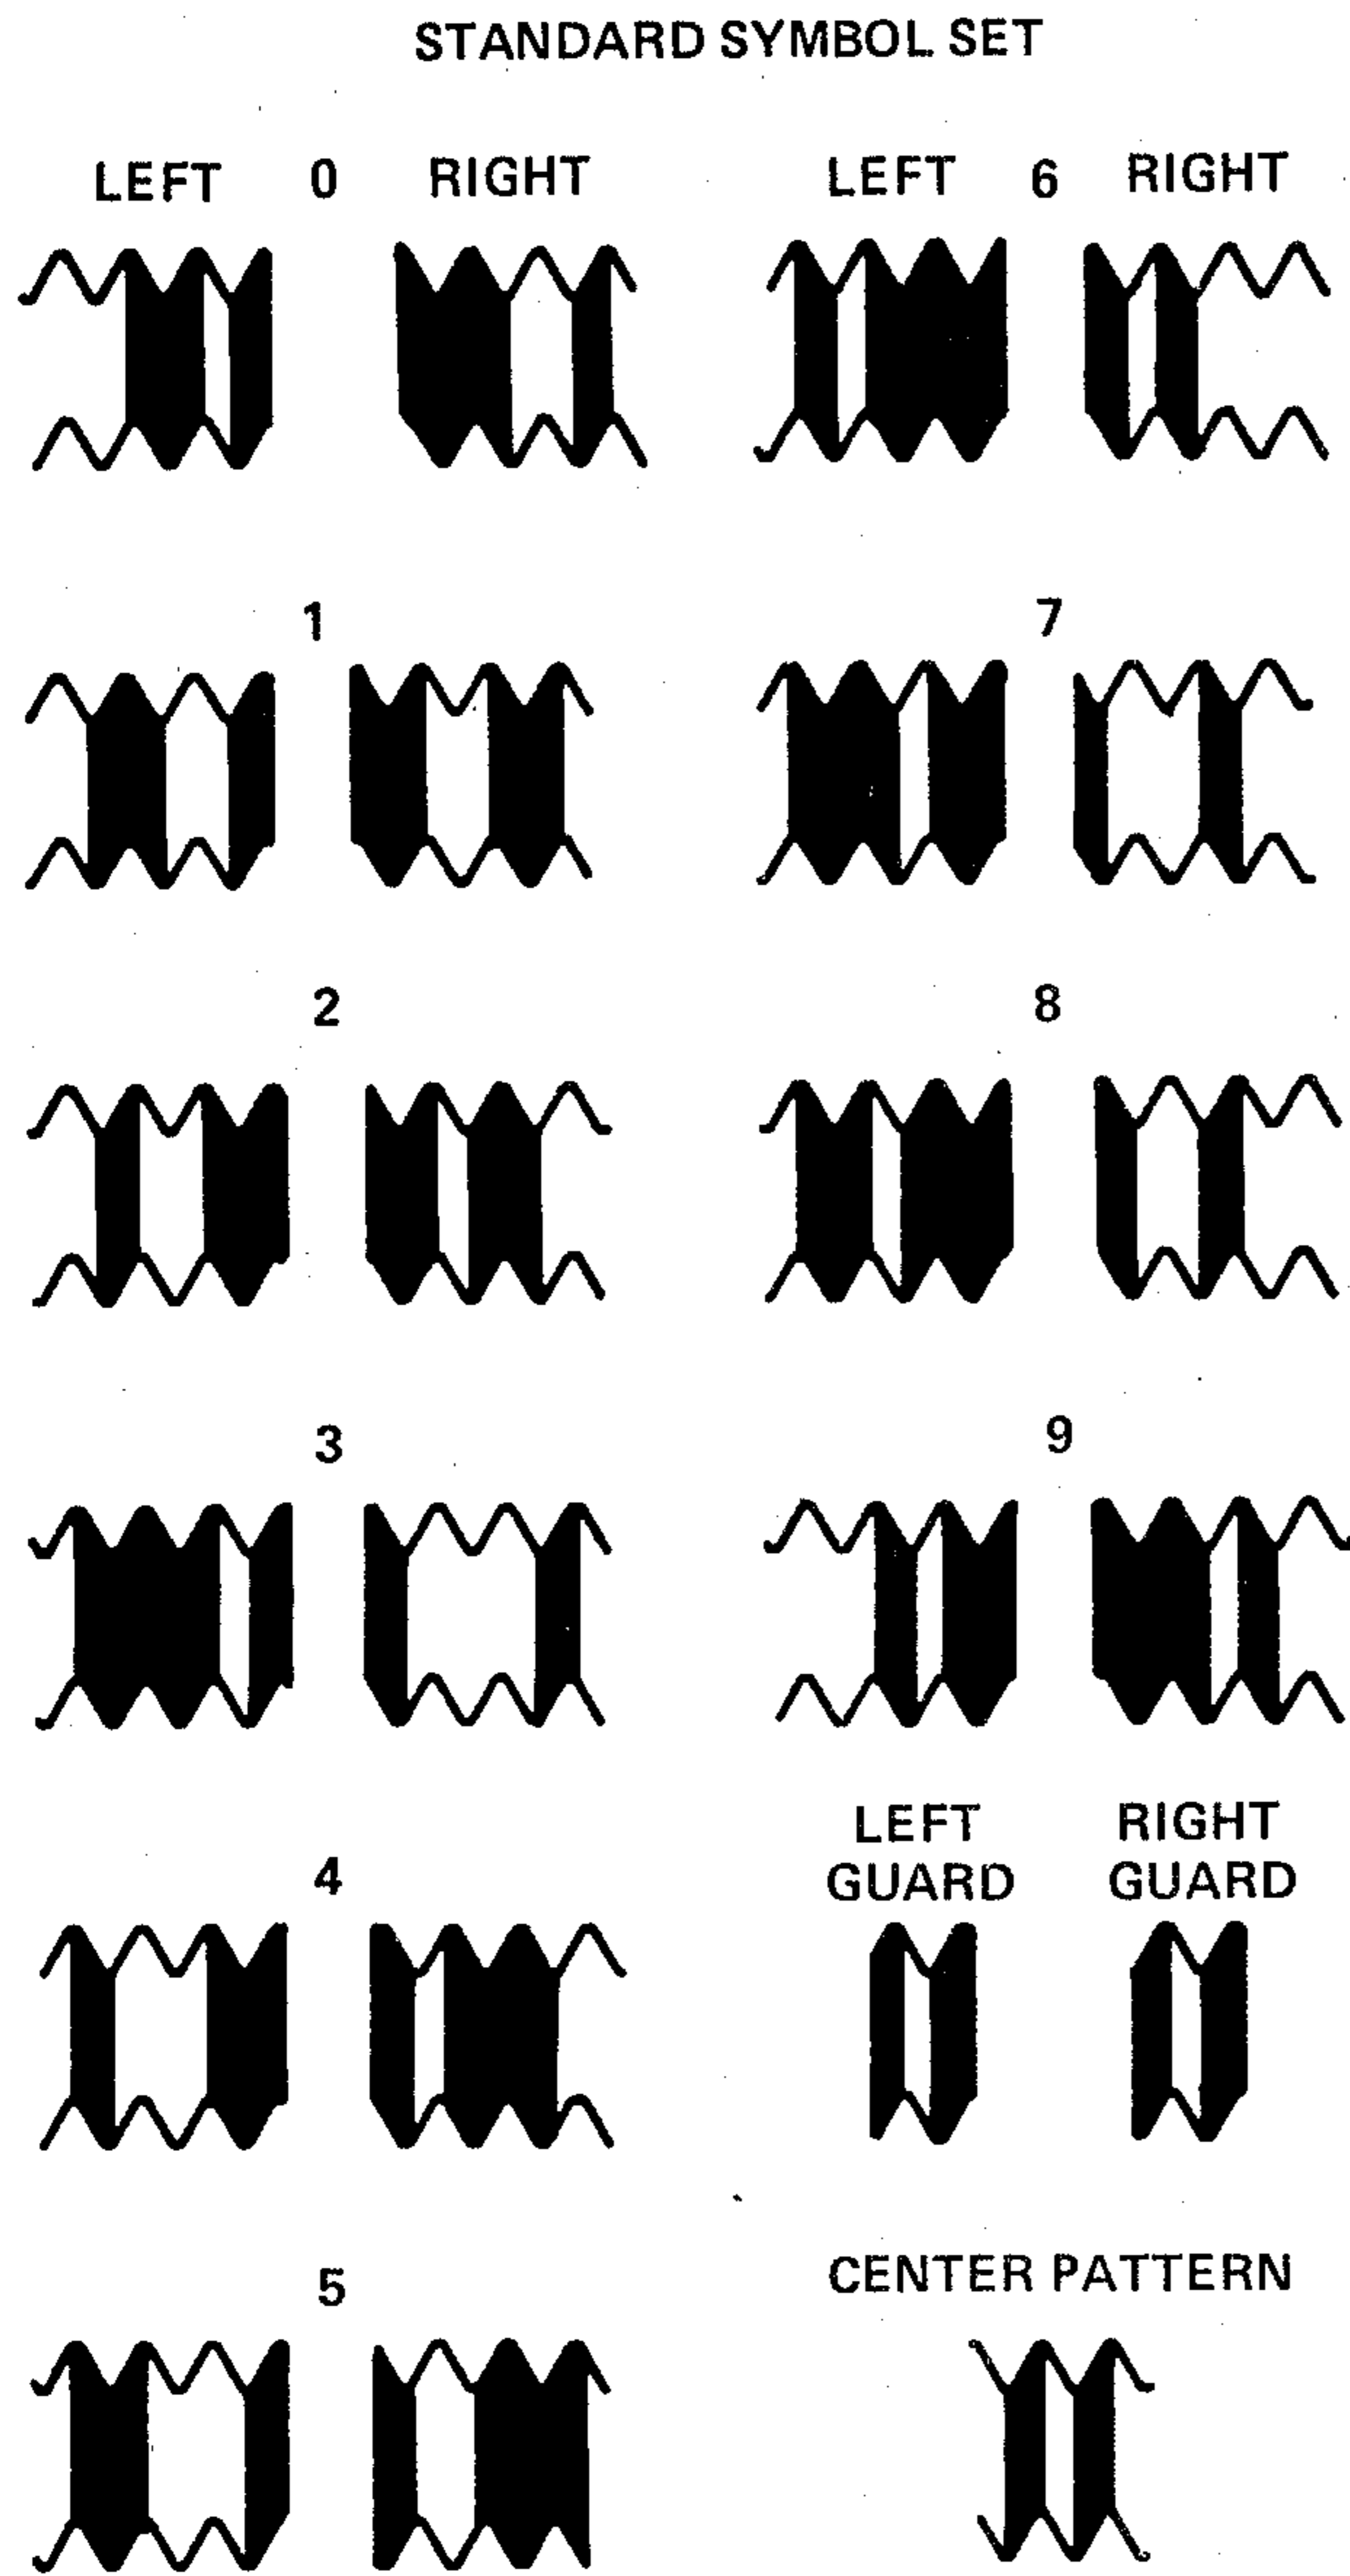 STANDARD SYMBOL SET
LEFT 0 RIGHT LEFT 6 RIGHT
1 7
2 8
3 9
4 LEFT GUARD RIGHT GUARD
5 CENTER PATTERN